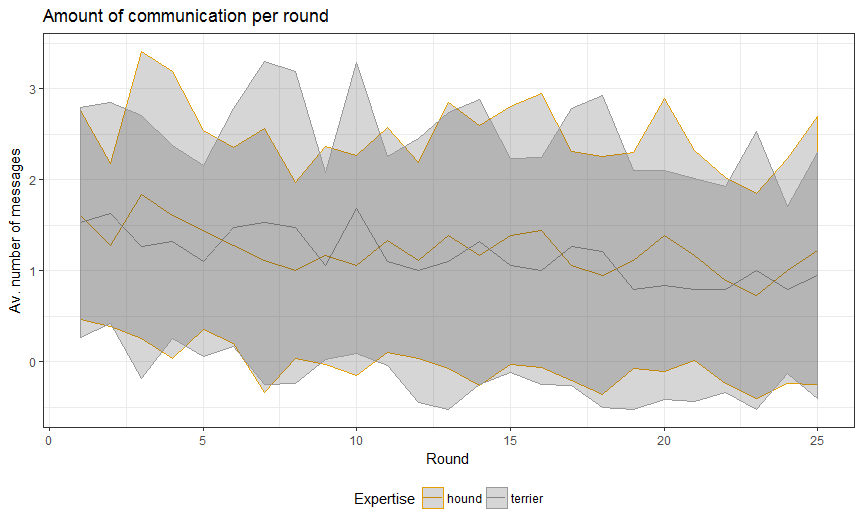 Amount of communication per round
Av. number of messages
3
2
1
0
0 5 10 15 20 25
Round
Expertise hound terrier